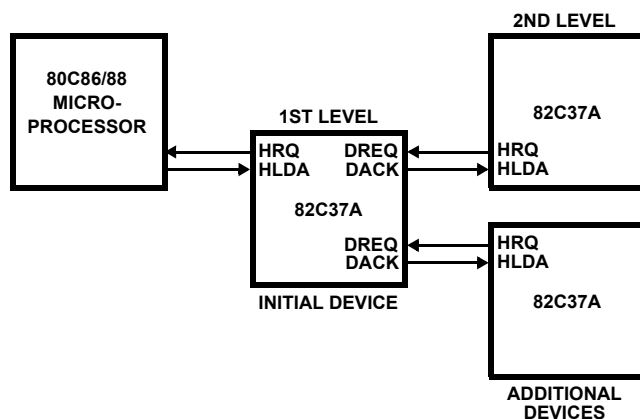 2ND LEVEL
80C86/88
MICRO-
PROCESSOR
1ST LEVEL
82C37A
HRQ
HLDA
DREQ
DACK
HRQ
HLDA
82C37A
DREQ
DACK
HRQ
HLDA
82C37A
INITIAL DEVICE
ADDITIONAL
DEVICES